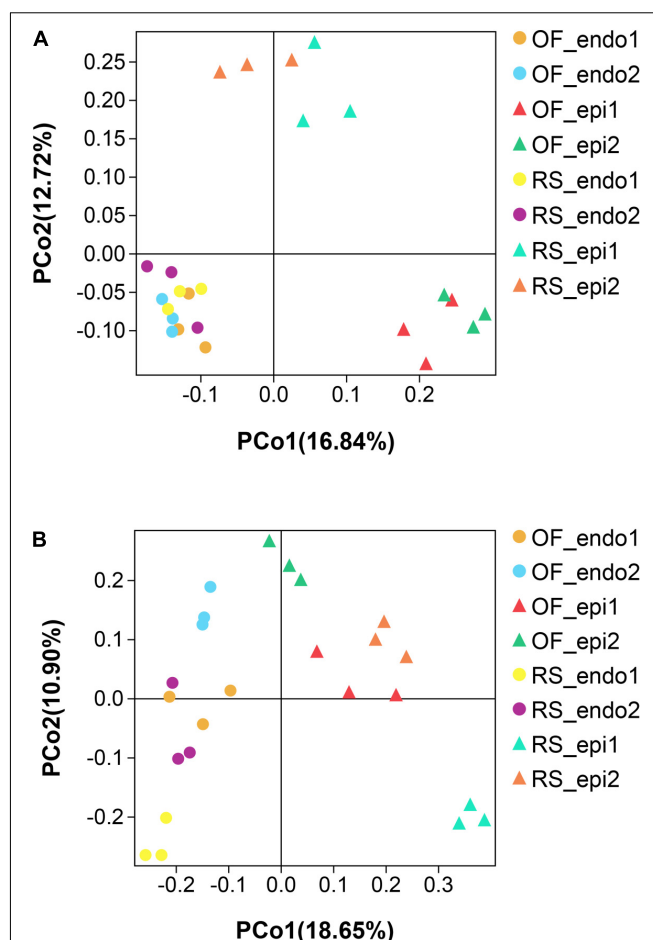 A
OF_endo1
OF_endo2
OF_epi1
OF_epi2
RS_endo1
RS_endo2
RS_epi1
RS_epi2
PCo2(12.72%)
0.25
0.20
0.15
0.10
0.05
0.00
-0.05
-0.10
-0.1 0.0 0.1 0.2
PCo1(16.84%)
B
OF_endo1
OF_endo2
OF_epi1
OF_epi2
RS_endo1
RS_endo2
RS_epi1
RS_epi2
PCo2(10.90%)
0.2
0.1
0.0
-0.1
-0.2
-0.2 -0.1 0.0 0.1 0.2 0.3
PCo1(18.65%)